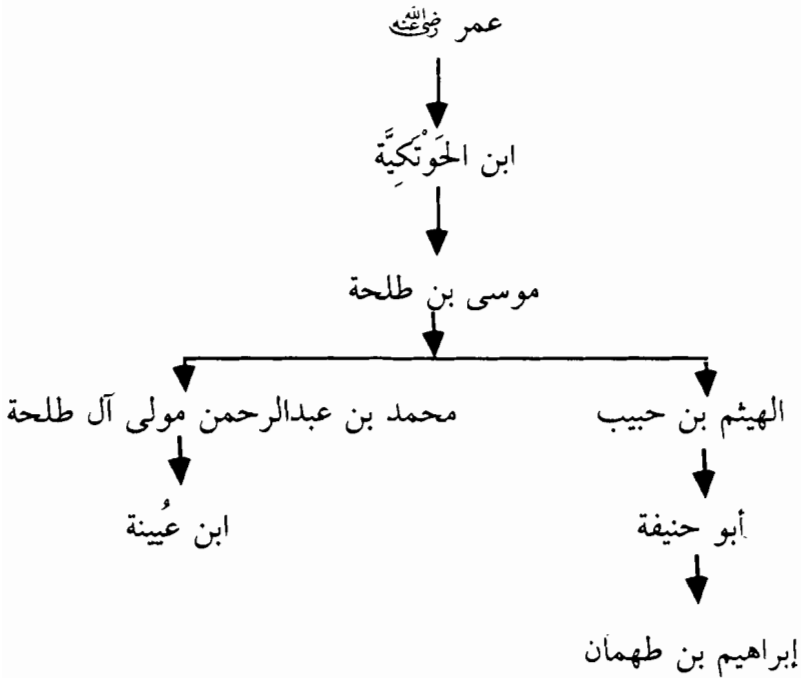 عمر رضي الله عنه
ابن الحَوْتَكِيَّة
موسى بن طلحة
الهيثم بن حبيب
محمد بن عبدالرحمن مولى آل طلحة
أبو حنيفة
ابن عُيينة
إبراهيم بن طهمان